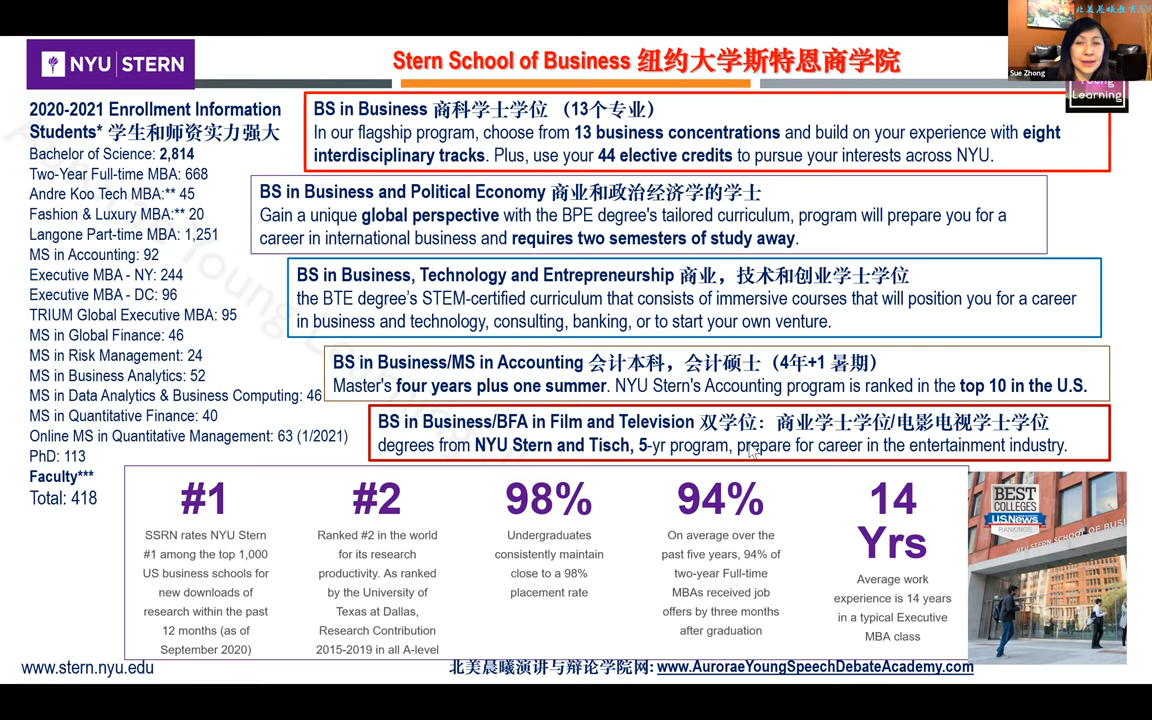 北美晨曦教育
Sue Zhong
Young
Learning
NYU | STERN
Stern School of Business 纽约大学斯特恩商学院
2020-2021 Enrollment Information
Students* 学生和师资实力强大
Bachelor of Science: 2,814
Two-Year Full-time MBA: 668
Andre Koo Tech MBA:** 45
Fashion & Luxury MBA:** 20
Langone Part-time MBA: 1,251
MS in Accounting: 92
Executive MBA - NY: 244
Executive MBA - DC: 96
TRIUM Global Executive MBA: 95
MS in Global Finance: 46
MS in Risk Management: 24
MS in Business Analytics: 52
MS in Data Analytics & Business Computing: 46
MS in Quantitative Finance: 40
Online MS in Quantitative Management: 63 (1/2021)
PhD: 113
Faculty***
Total: 418
BS in Business 商科学士学位 （13个专业）
In our flagship program, choose from 13 business concentrations and build on your experience with eight
interdisciplinary tracks. Plus, use your 44 elective credits to pursue your interests across NYU.
BS in Business and Political Economy 商业和政治经济学的学士
Gain a unique global perspective with the BPE degree's tailored curriculum, program will prepare you for a
career in international business and requires two semesters of study away.
BS in Business, Technology and Entrepreneurship 商业，技术和创业学士学位
the BTE degree's STEM-certified curriculum that consists of immersive courses that will position you for a career
in business and technology, consulting, banking, or to start your own venture.
BS in Business/MS in Accounting 会计本科，会计硕士（4年+1 暑期）
Master's four years plus one summer. NYU Stern's Accounting program is ranked in the top 10 in the U.S.
BS in Business/BFA in Film and Television 双学位：商业学士学位/电影电视学士学位
degrees from NYU Stern and Tisch, 5-yr program, prepare for career in the entertainment industry.
#1
SSRN rates NYU Stern
#1 among the top 1,000
US business schools for
new downloads of
research within the past
12 months (as of
September 2020)
#2
Ranked #2 in the world
for its research
productivity. As ranked
by the University of
Texas at Dallas,
Research Contribution
2015-2019 in all A-level
98%
Undergraduates
consistently maintain
close to a 98%
placement rate
94%
On average over the
past five years, 94% of
two-year Full-time
MBAs received job
offers by three months
after graduation
14
Yrs
Average work
experience is 14 years
in a typical Executive
MBA class
BEST
COLLEGES
U.S.News
RANKINGS
NYU STERN SCHOOL OF BUSI
www.stern.nyu.edu
北美晨曦演讲与辩论学院网: www.AuroraeYoungSpeechDebateAcademy.com